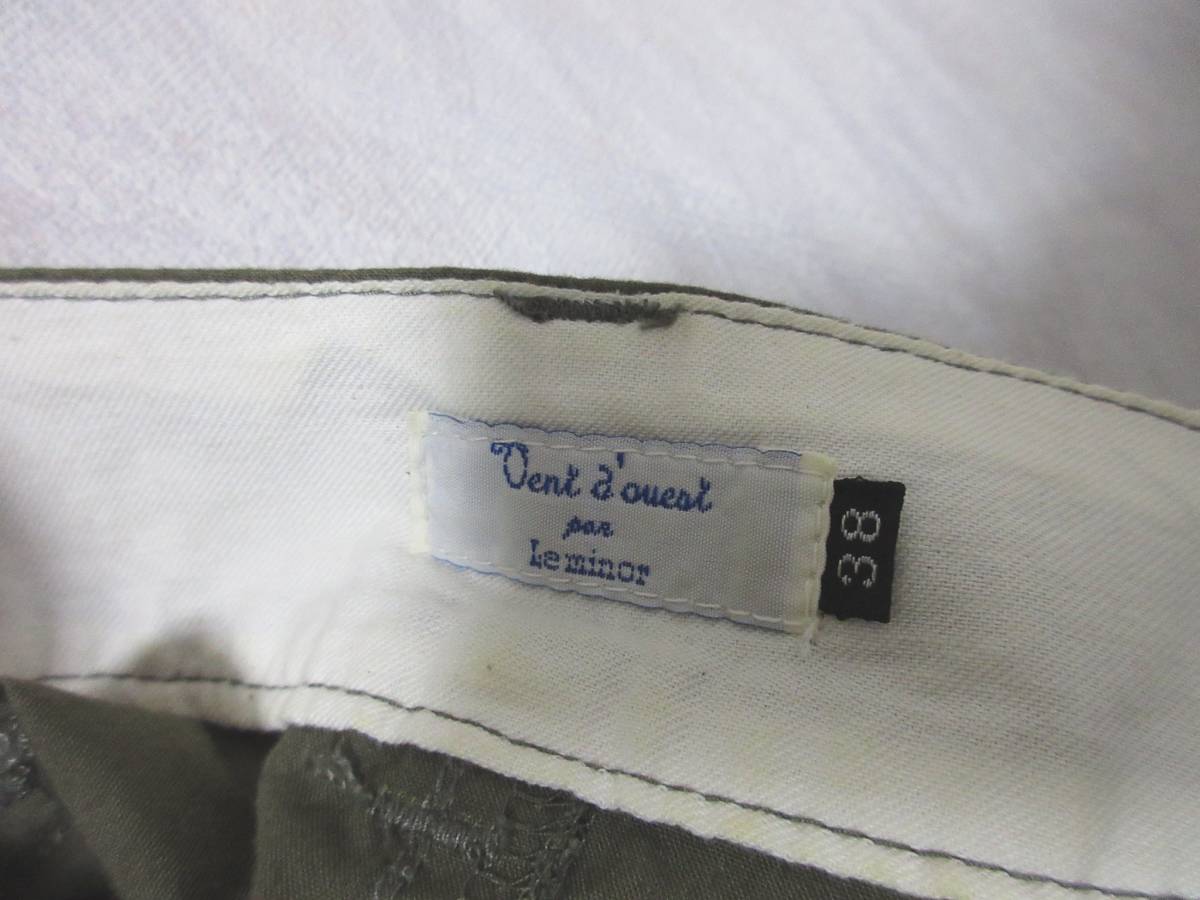 Vent d'ouest
par
Le minor
38